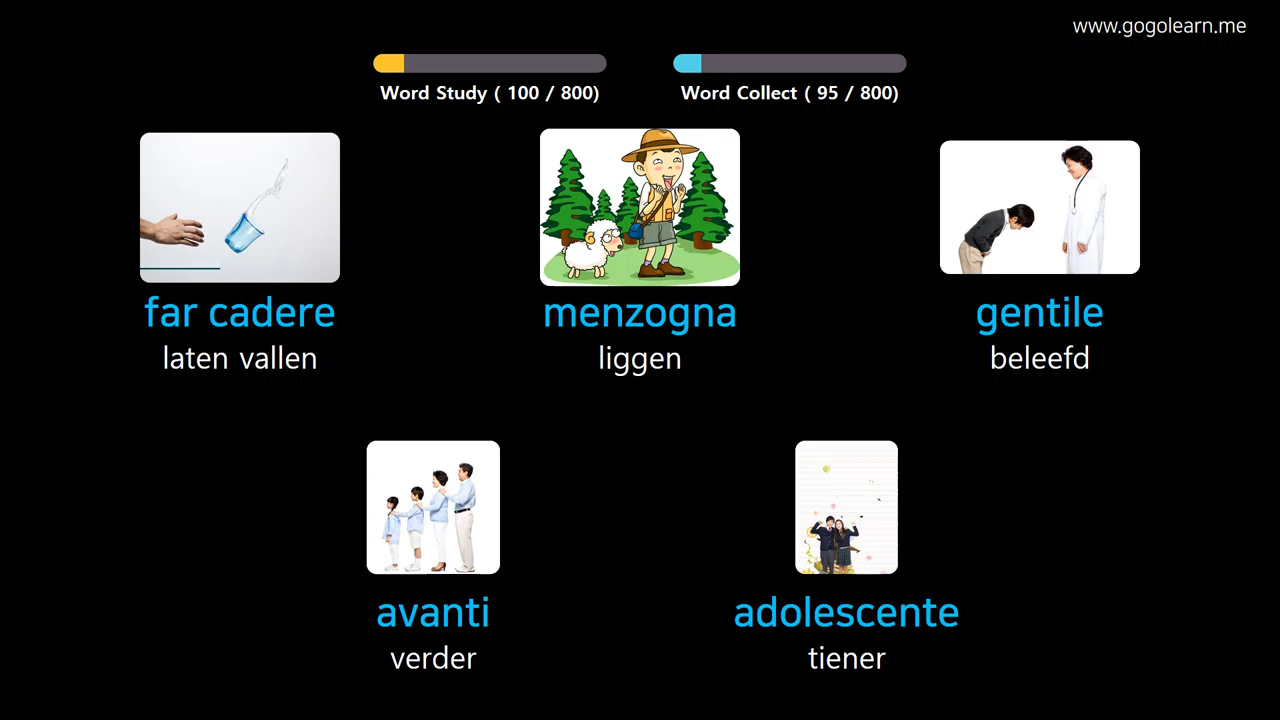 www.gogolearn.me
Word Study ( 100 / 800)
Word Collect ( 95 / 800)
far cadere
laten vallen
menzogna
liggen
gentile
beleefd
avanti
verder
adolescente
tiener